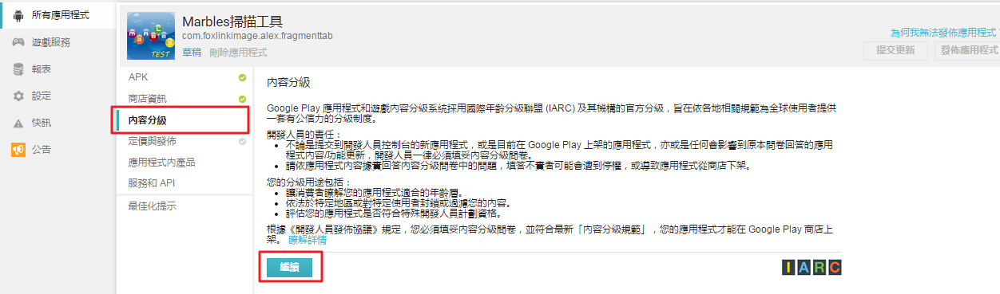 所有應用程式
遊戲服務
報表
設定
快訊
公告
Marbles掃描工具
com.foxlinkimage.alex.fragmenttab
草稿 刪除應用程式
為何我無法發佈應用程式
提交更新 發佈應用程式
APK
商店資訊
內容分級
定價與發佈
應用程式內產品
服務和 API
最佳化提示
內容分級
Google Play 應用程式和遊戲內容分級系統採用國際年齡分級聯盟 (IARC) 及其機構的官方分級，旨在依各地相關規範為全球使用者提供
一套有公信力的分級制度。
開發人員的責任：
不論是提交到開發人員控制台的新應用程式，或是目前在 Google Play 上架的應用程式，亦或是任何會影響到原本問卷回答的應用
程式內容/功能更新，開發人員一律必須填妥內容分級問卷。
請依應用程式內容據實回答內容分級問卷中的問題，填答不實者可能會遭到停權，或導致應用程式從商店下架。
您的分級用途包括：
讓消費者瞭解您的應用程式適合的年齡層。
依法於特定地區或對特定使用者封鎖或過濾您的內容。
評估您的應用程式是否符合特殊開發人員計劃資格。
根據《開發人員發佈協議》規定，您必須填妥內容分級問卷，並符合最新「內容分級規範」，您的應用程式才能在 Google Play 商店上
架。 瞭解詳情
繼續
IARC